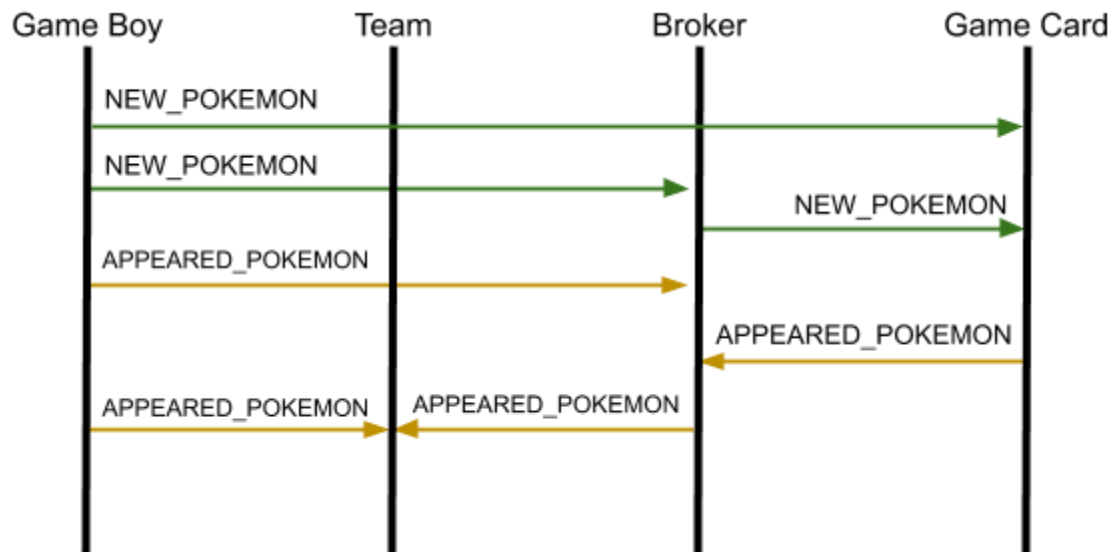 Game Boy Team Broker Game Card
NEW_POKEMON
NEW_POKEMON
NEW_POKEMON
APPEARED_POKEMON
APPEARED_POKEMON
APPEARED_POKEMON APPEARED_POKEMON